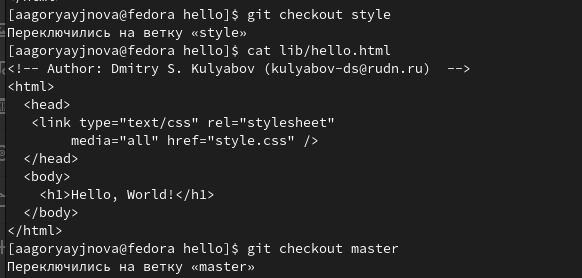 [aagoryayjnova@fedora hello]$ git checkout style
Переключились на ветку «style»
[aagoryayjnova@fedora hello]$ cat lib/hello.html
<!-- Author: Dmitry S. Kulyabov (kulyabov-ds@rudn.ru)  -->
<html>
  <head>
   <link type="text/css" rel="stylesheet"
        media="all" href="style.css" />
  </head>
  <body>
    <h1>Hello, World!</h1>
  </body>
</html>
[aagoryayjnova@fedora hello]$ git checkout master
Переключились на ветку «master»